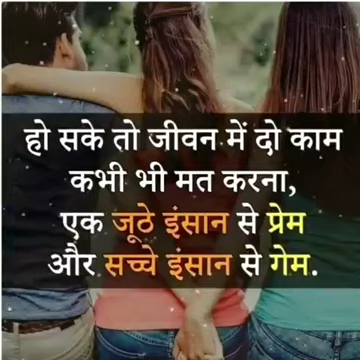 हो सके तो जीवन में दो काम
कभी भी मत करना,
एक जूठे इंसान से प्रेम
और सच्चे इंसान से गेम.